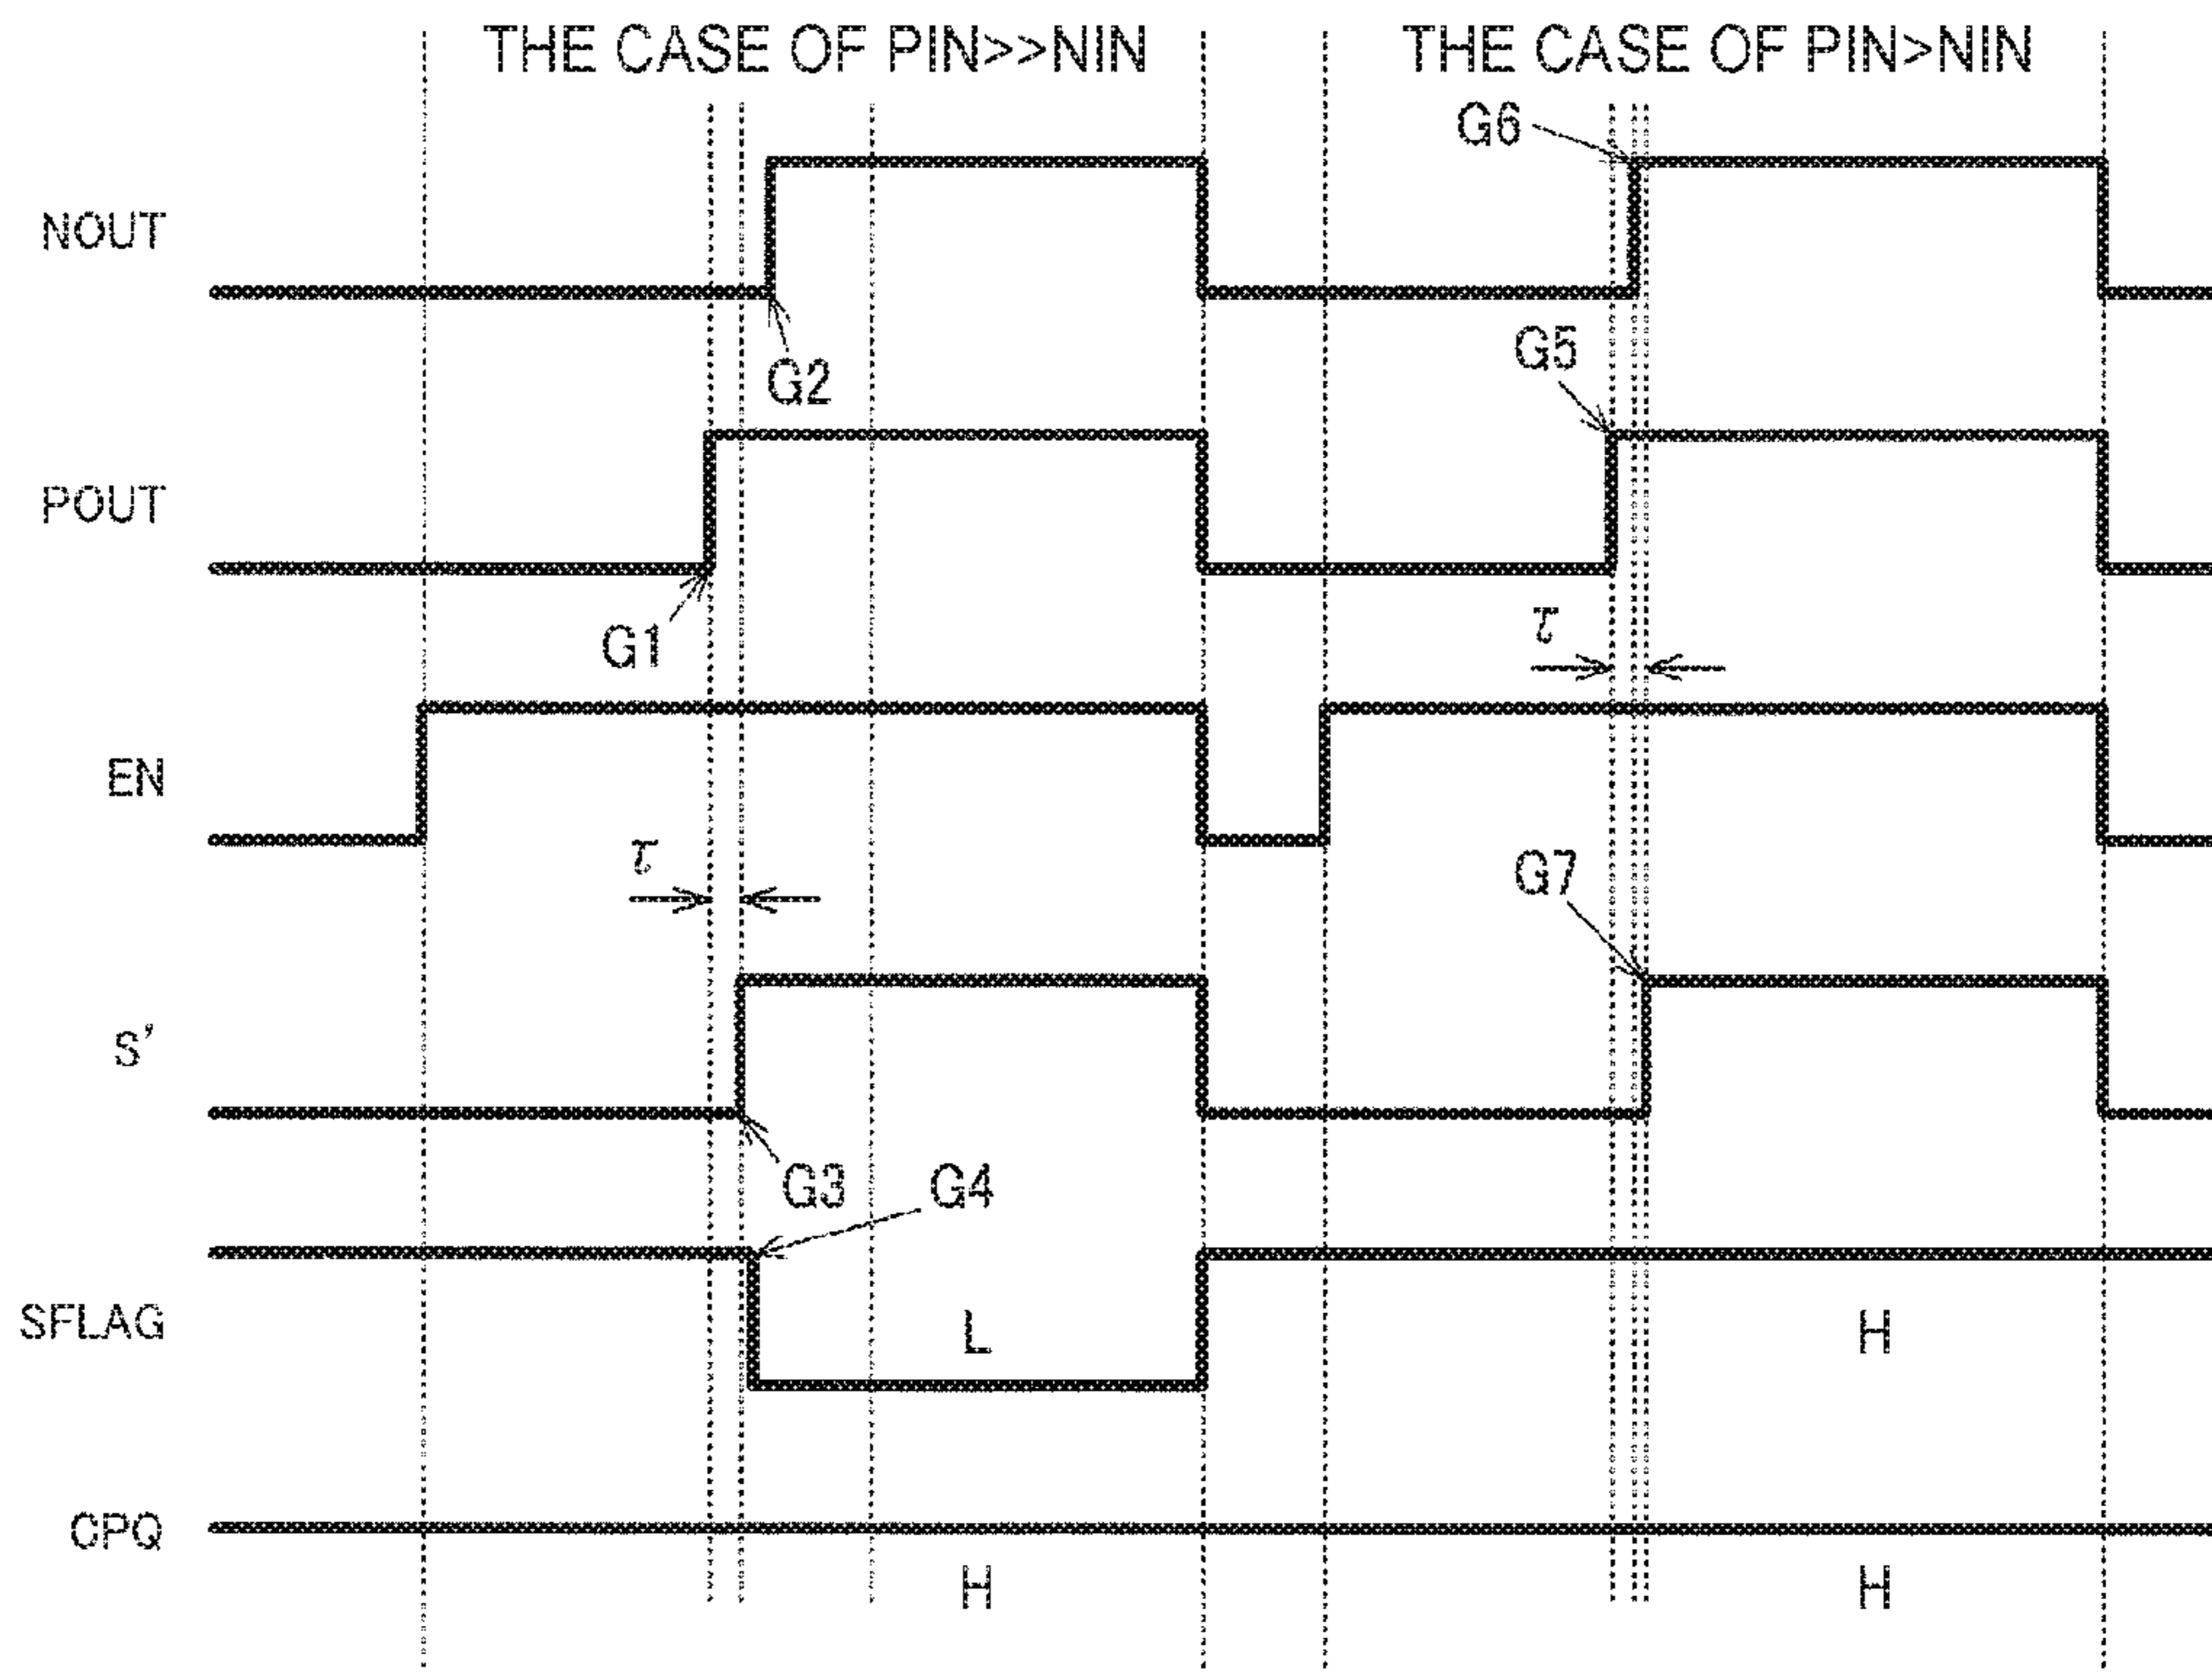 THE CASE OF PIN>>NIN
THE CASE OF PIN>NIN
G6
NOUT
G2
G5
POUT
G1
τ
EN
τ
G7
S'
G3
G4
SFLAG
L
H
CPQ
H
H